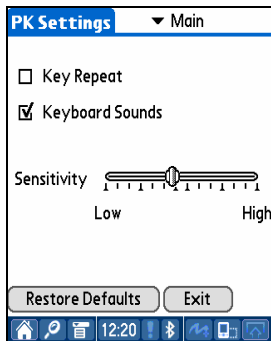 PK Settings Main
Key Repeat
Keyboard Sounds
Sensitivity
Low High
Restore Defaults Exit
12:20